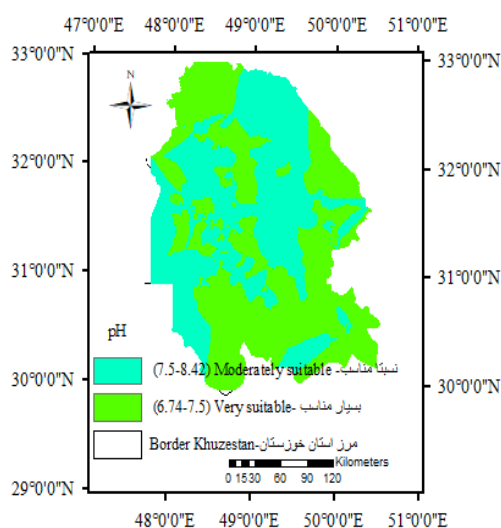 47°0'0"E 48°0'0"E 49°0'0"E 50°0'0"E 51°0'0"E
33°0'0"N 33°0'0"N
N
32°0'0"N 32°0'0"N
31°0'0"N 31°0'0"N
pH
(7.5-8.42) Moderately suitable -نسبتا مناسب
30°0'0"N 30°0'0"N
(6.74-7.5) Very suitable- بسیار مناسب
Border Khuzestan-مرز استان خوزستان
Kilometers
0 15 30 60 90 120
29°0'0"N
48°0'0"E 49°0'0"E 50°0'0"E 51°0'0"E